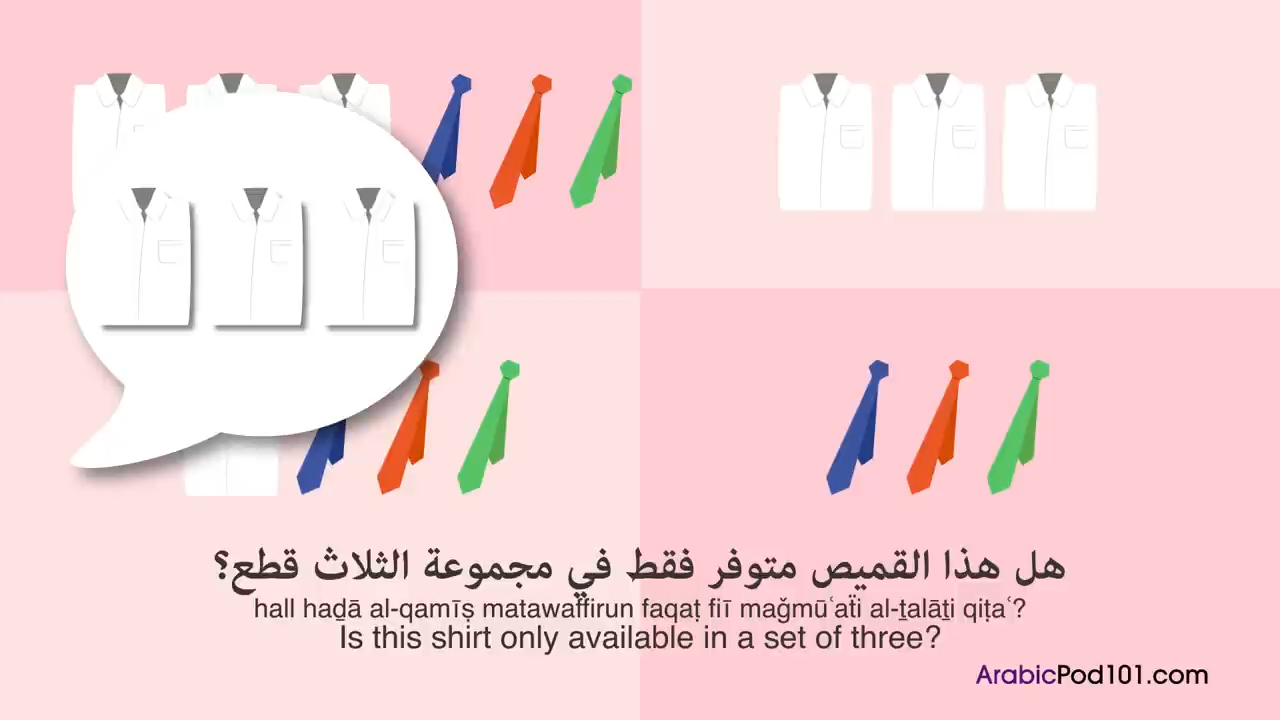 هل هذا القميص متوفر فقط في مجموعة الثلاث قطع؟
hall haḏā al-qamīṣ matawaffirun faqaṭ fiī maǧmūʿaẗi al-ṯalāṯi qiṭaʿ?
Is this shirt only available in a set of three?
ArabicPod101.com